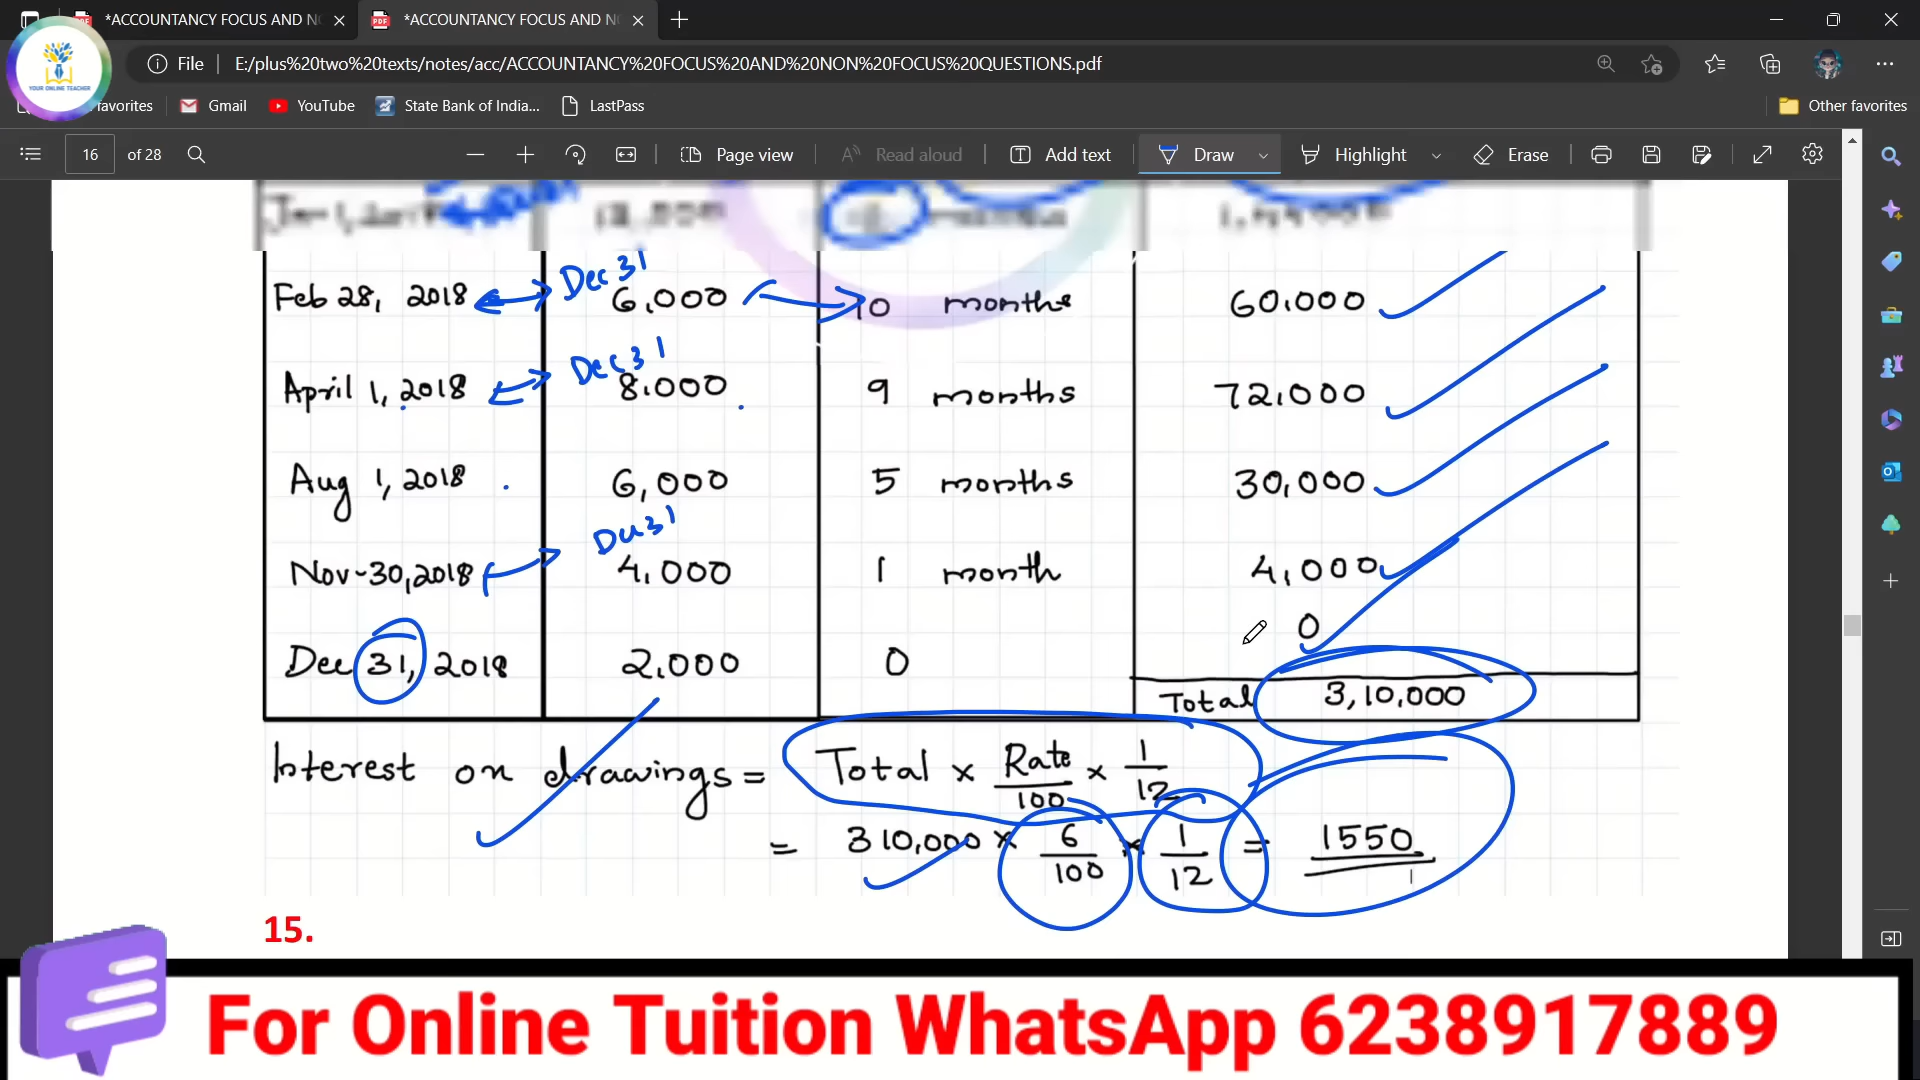 *ACCOUNTANCY FOCUS AND N
*ACCOUNTANCY FOCUS AND N
YOUR ONLINE TEACHER
File
E:/plus%20two%20texts/notes/acc/ACCOUNTANCY%20FOCUS%20AND%20NON%20FOCUS%20QUESTIONS.pdf
favorites
Gmail
YouTube
State Bank of India...
LastPass
Other favorites
16 of 28
Page view
Read aloud
Add text
Draw
Highlight
Erase
Dec 31
Feb 28, 2018 6,000 10 months 60,000
Dec 31
April 1, 2018 8,000 9 months 72,000
Aug 1, 2018 6,000 5 months 30,000
Dec 31
Nov-30,2018 4,000 1 month 4,000
Dec 31, 2018 2,000 0 0
Total 3,10,000
Interest on drawings = Total × Rate/100 × 1/12
= 310,000 × 6/100 × 1/12 = 1550
15.
For Online Tuition WhatsApp 6238917889